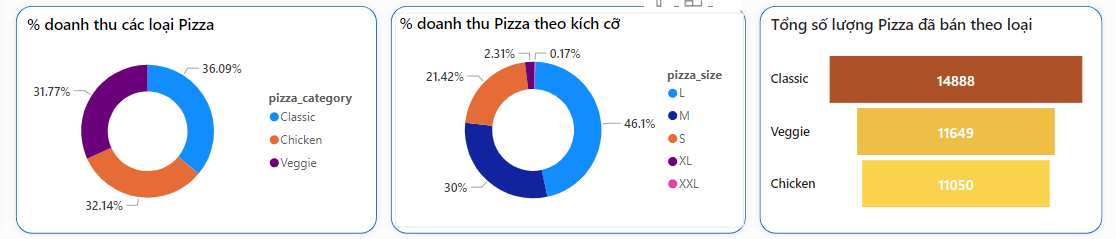 % doanh thu các loại Pizza
36.09%
31.77%
32.14%
pizza_category
Classic
Chicken
Veggie
% doanh thu Pizza theo kích cỡ
2.31%
0.17%
21.42%
46.1%
30%
pizza_size
L
M
S
XL
XXL
Tổng số lượng Pizza đã bán theo loại
Classic 14888
Veggie 11649
Chicken 11050